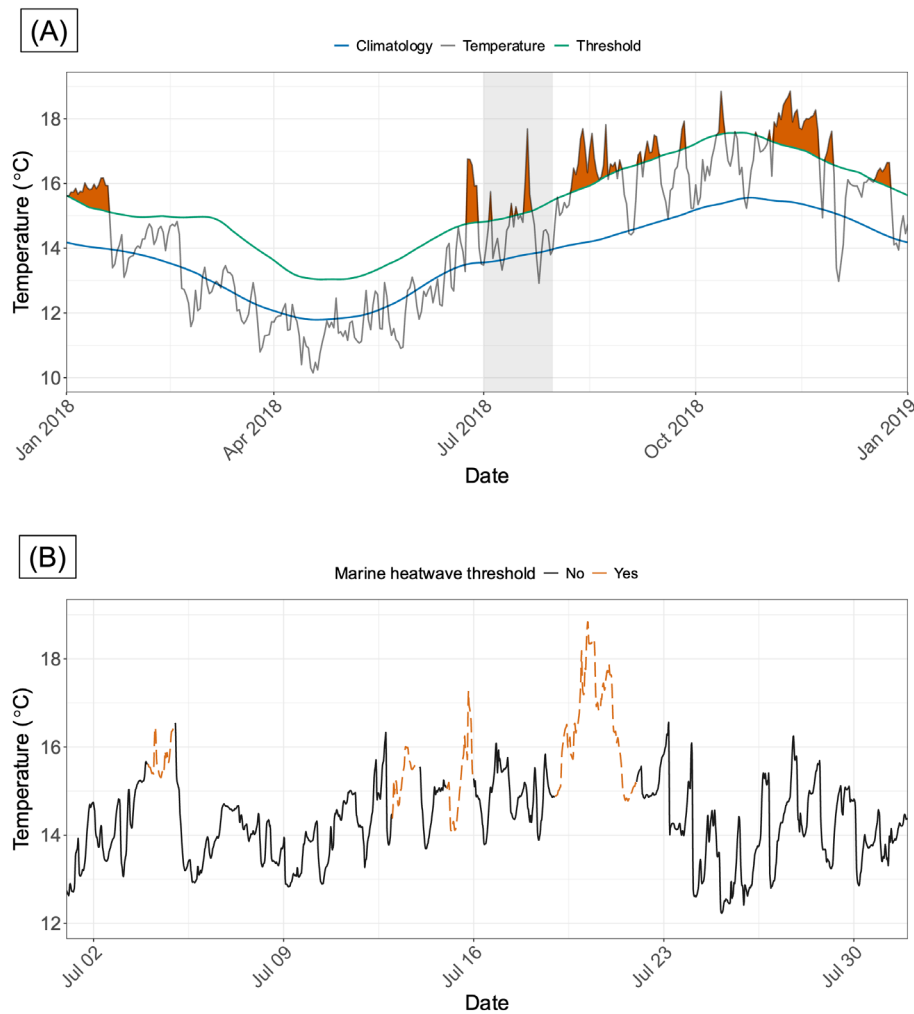 (A)
Climatology Temperature Threshold
Temperature (°C)
18
16
14
12
10
Jan 2018
Apr 2018
Jul 2018
Oct 2018
Jan 2019
Date
(B)
Marine heatwave threshold No Yes
Temperature (°C)
18
16
14
12
Jul 02
Jul 09
Jul 16
Jul 23
Jul 30
Date